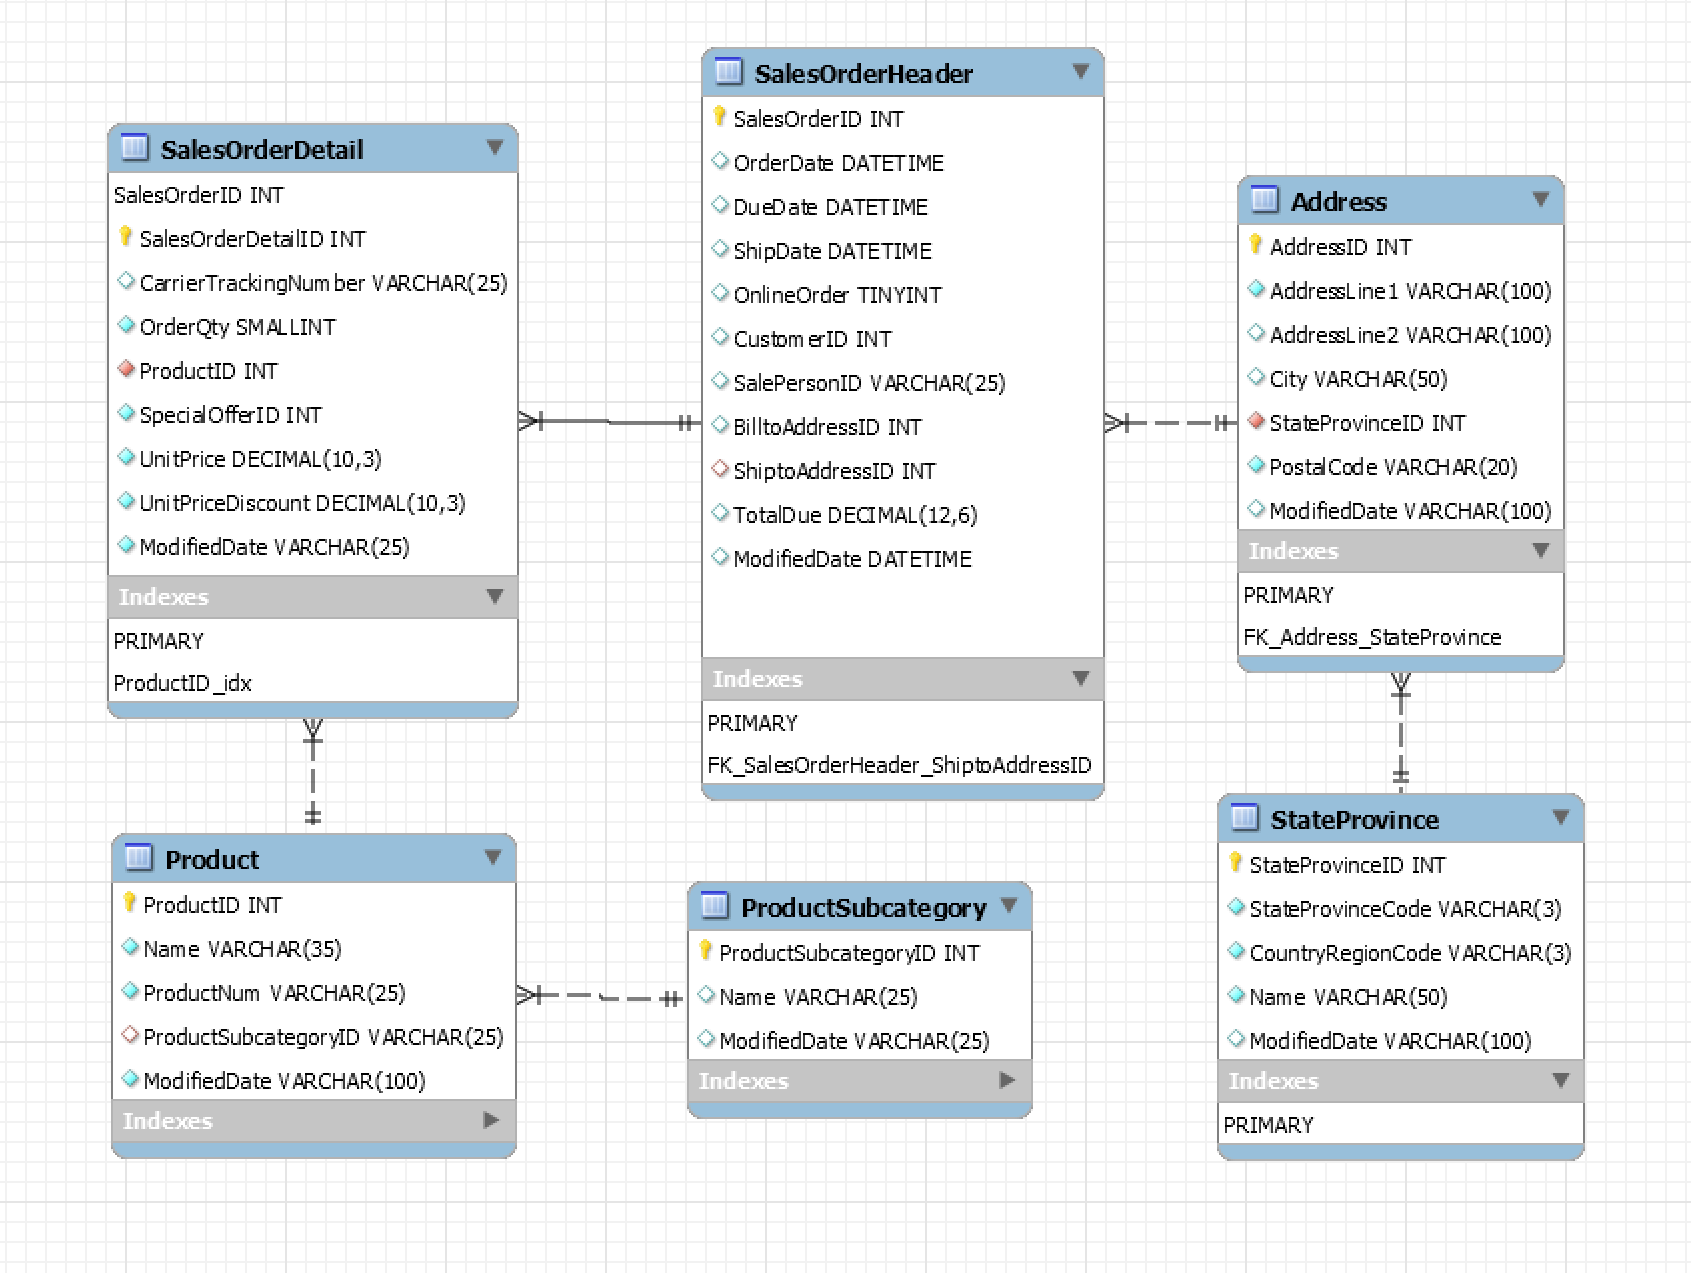 SalesOrderDetail
SalesOrderID INT
SalesOrderDetailID INT
CarrierTrackingNumber VARCHAR(25)
OrderQty SMALLINT
ProductID INT
SpecialOfferID INT
UnitPrice DECIMAL(10,3)
UnitPriceDiscount DECIMAL(10,3)
ModifiedDate VARCHAR(25)
Indexes
PRIMARY
ProductID_idx
SalesOrderHeader
SalesOrderID INT
OrderDate DATETIME
DueDate DATETIME
ShipDate DATETIME
OnlineOrder TINYINT
CustomerID INT
SalePersonID VARCHAR(25)
BilltoAddressID INT
ShiptoAddressID INT
TotalDue DECIMAL(12,6)
ModifiedDate DATETIME
Indexes
PRIMARY
FK_SalesOrderHeader_ShiptoAddressID
Address
AddressID INT
AddressLine1 VARCHAR(100)
AddressLine2 VARCHAR(100)
City VARCHAR(50)
StateProvinceID INT
PostalCode VARCHAR(20)
ModifiedDate VARCHAR(100)
Indexes
PRIMARY
FK_Address_StateProvince
Product
ProductID INT
Name VARCHAR(35)
ProductNum VARCHAR(25)
ProductSubcategoryID VARCHAR(25)
ModifiedDate VARCHAR(100)
Indexes
ProductSubcategory
ProductSubcategoryID INT
Name VARCHAR(25)
ModifiedDate VARCHAR(25)
Indexes
StateProvince
StateProvinceID INT
StateProvinceCode VARCHAR(3)
CountryRegionCode VARCHAR(3)
Name VARCHAR(50)
ModifiedDate VARCHAR(100)
Indexes
PRIMARY